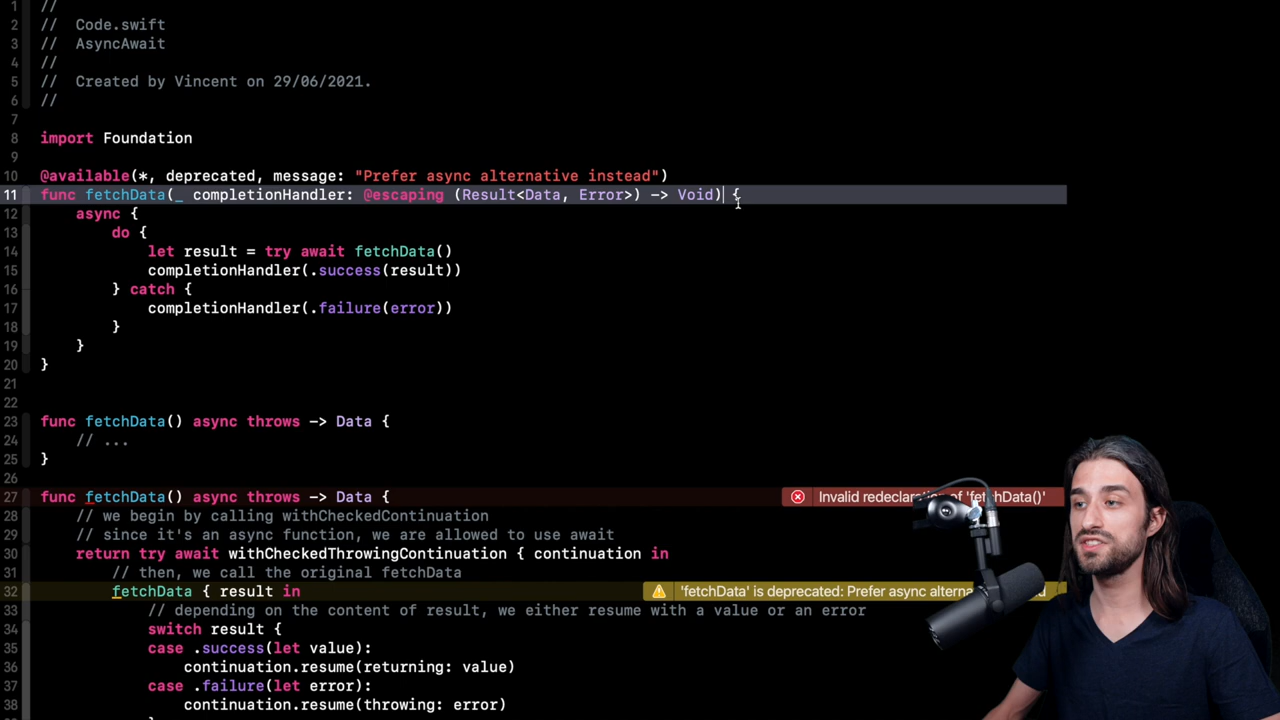 1 //
2 // Code.swift
3 // AsyncAwait
4 //
5 // Created by Vincent on 29/06/2021.
6 //
7
8 import Foundation
9
10 @available(*, deprecated, message: "Prefer async alternative instead")
11 func fetchData(_ completionHandler: @escaping (Result<Data, Error>) -> Void) {
12 async {
13 do {
14 let result = try await fetchData()
15 completionHandler(.success(result))
16 } catch {
17 completionHandler(.failure(error))
18 }
19 }
20 }
21
22
23 func fetchData() async throws -> Data {
24 // ...
25 }
26
27 func fetchData() async throws -> Data { Invalid redeclaration of 'fetchData()'
28 // we begin by calling withCheckedContinuation
29 // since it's an async function, we are allowed to use await
30 return try await withCheckedThrowingContinuation { continuation in
31 // then, we call the original fetchData
32 fetchData { result in 'fetchData' is deprecated: Prefer async alterna
33 // depending on the content of result, we either resume with a value or an error
34 switch result {
35 case .success(let value):
36 continuation.resume(returning: value)
37 case .failure(let error):
38 continuation.resume(throwing: error)